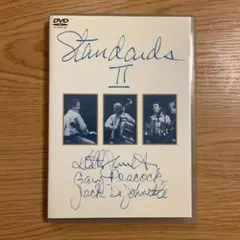 DVD
Standards
II
Keith Jarrett
Gary Peacock
Jack DeJohnette